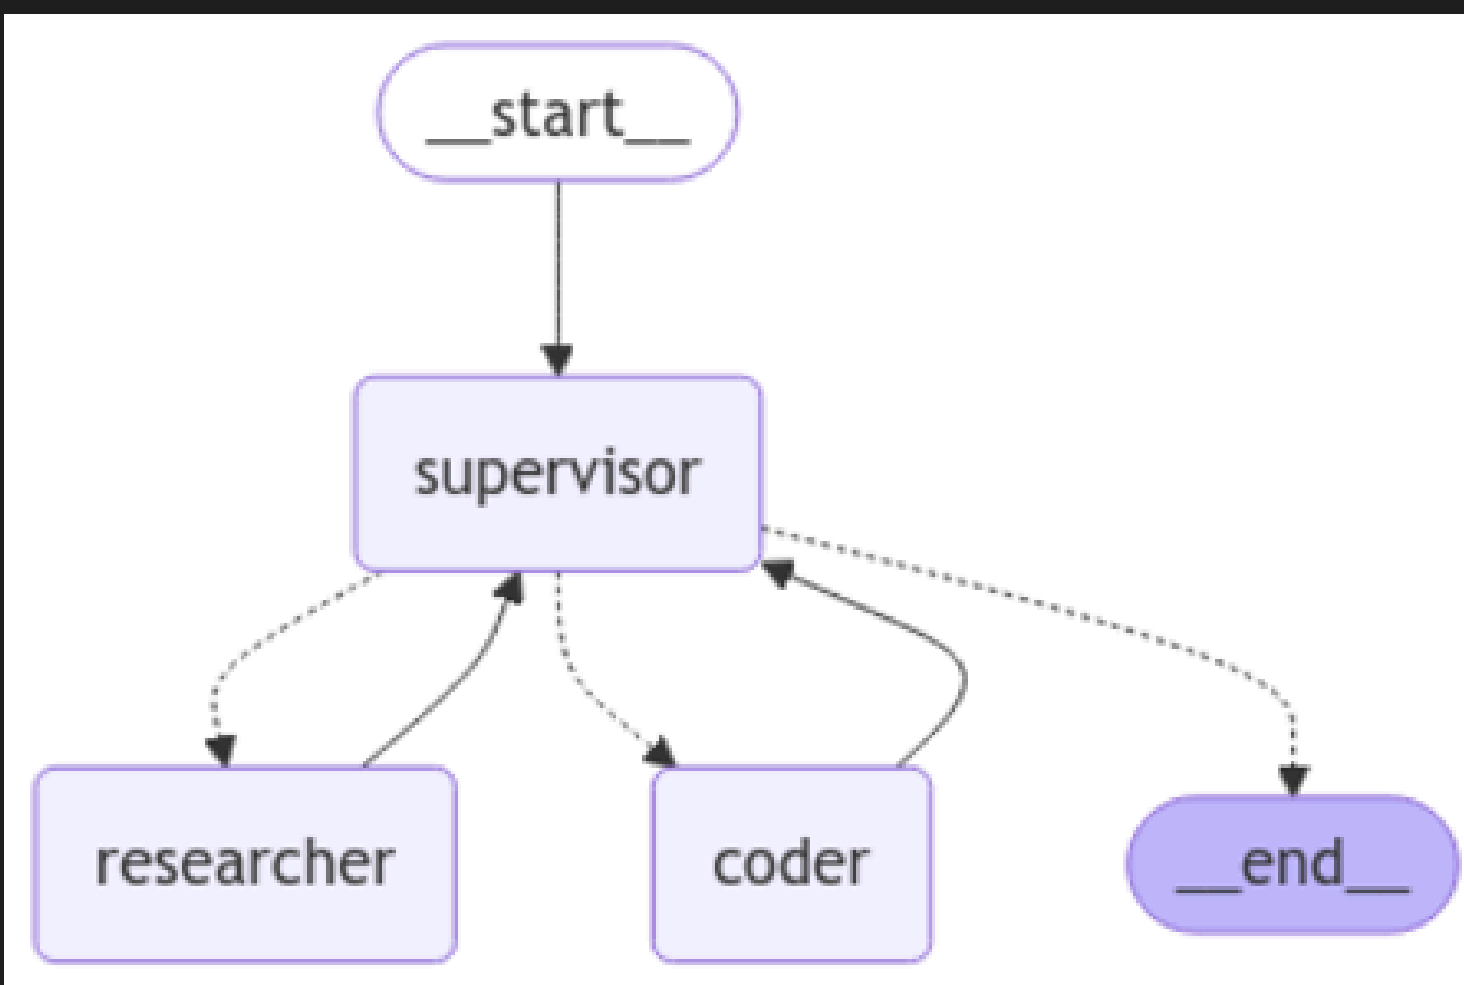 __start__
supervisor
researcher
coder
__end__